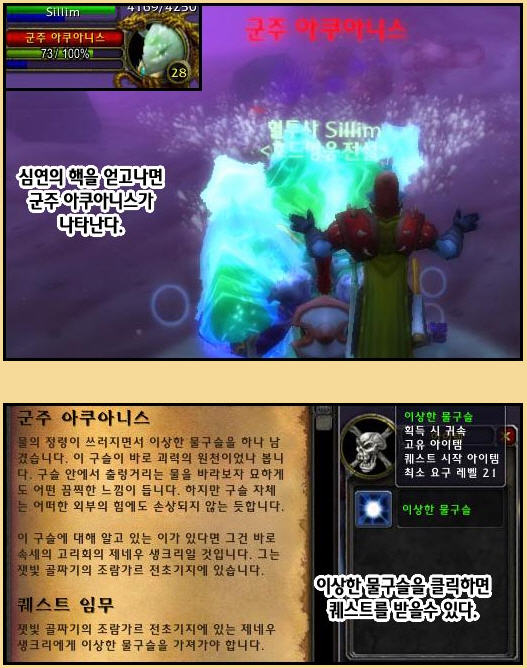 Sillim
4169/4250
군주 아쿠아니스
73/ 100%
28
군주 아쿠아니스
혈투사 Sillim
심연의 핵을 얻고나면
군주 아쿠아니스가
나타난다.
군주 아쿠아니스
물의 정령이 쓰러지면서 이상한 물구슬을 하나 남
겼습니다. 이 구슬이 바로 괴력의 원천이었나 봅니
다. 구슬 안에서 출렁거리는 물을 바라보자 묘하게
도 어떤 끔찍한 느낌이 듭니다. 하지만 구슬 자체
는 어떠한 외부의 힘에도 손상되지 않는 듯합니다.
이 구슬에 대해 알고 있는 이가 있다면 그건 바로
속세의 고리회의 제네우 생크리일 것입니다. 그는
잿빛 골짜기의 조람가르 전초기지에 있습니다.
퀘스트 임무
잿빛 골짜기의 조람가르 전초기지에 있는 제네우
생크리에게 이상한 물구슬을 가져가야 합니다.
이상한 물구슬
획득 시 귀속
고유 아이템
퀘스트 시작 아이템
최소 요구 레벨 21
이상한 물구슬
이상한 물구슬을 클릭하면
퀘스트를 받을수 있다.